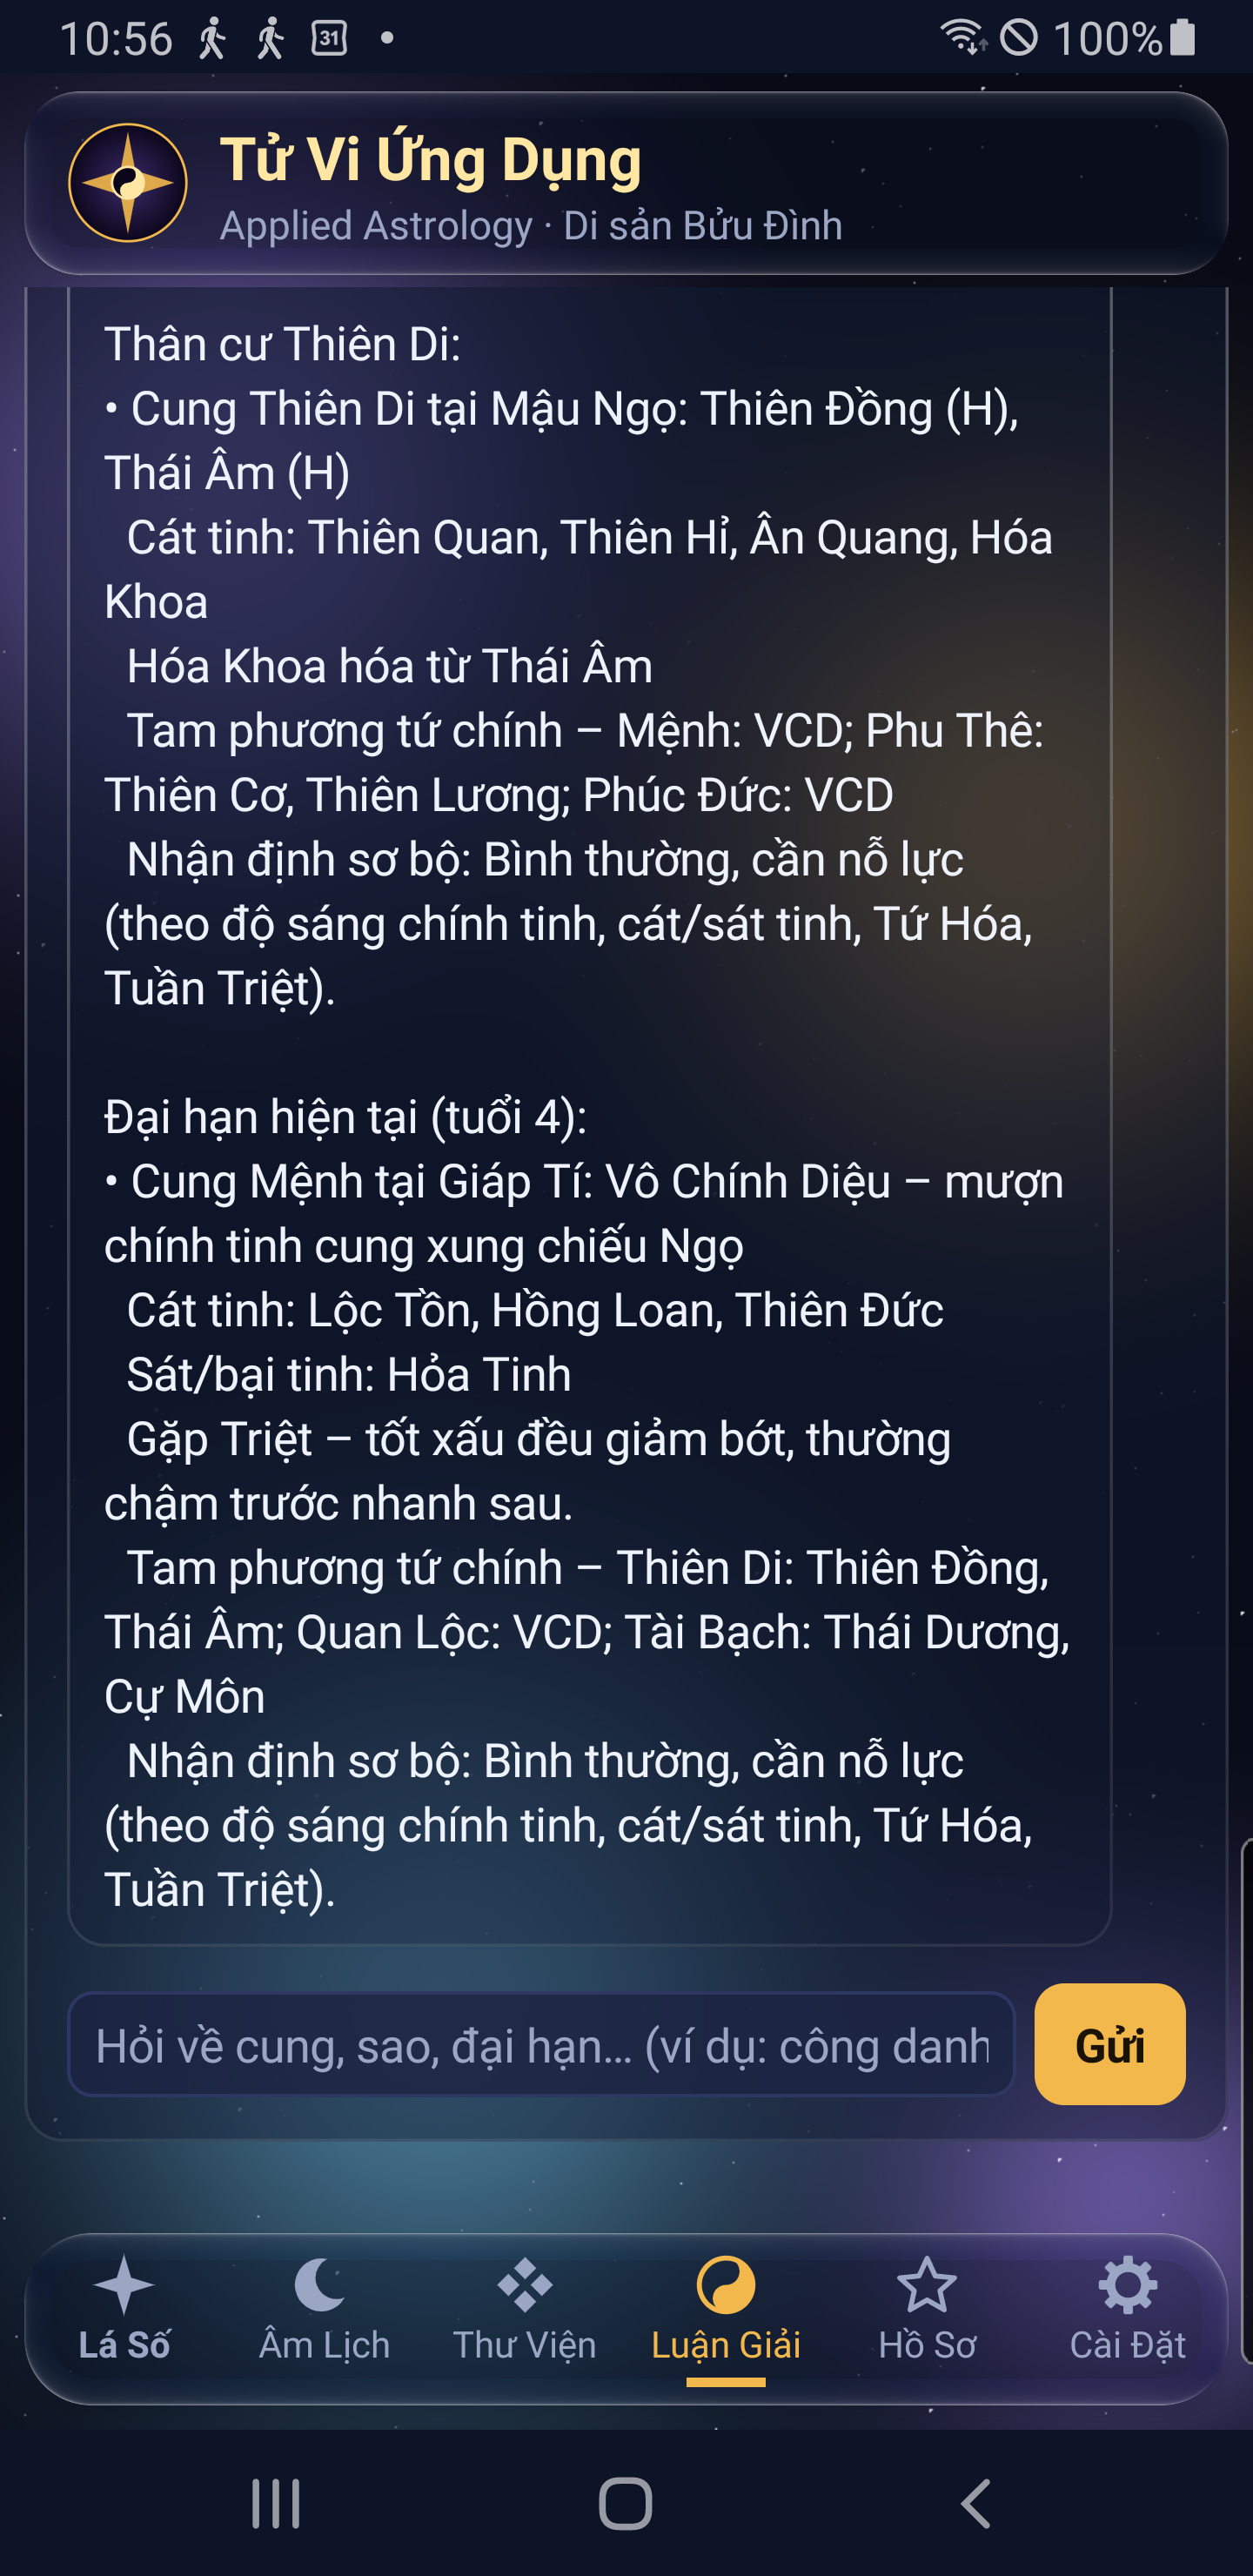 10:56
31
100%
Tử Vi Ứng Dụng
Applied Astrology · Di sản Bửu Đình
Thân cư Thiên Di:
• Cung Thiên Di tại Mậu Ngọ: Thiên Đồng (H),
Thái Âm (H)
Cát tinh: Thiên Quan, Thiên Hỉ, Ân Quang, Hóa
Khoa
Hóa Khoa hóa từ Thái Âm
Tam phương tứ chính – Mệnh: VCD; Phu Thê:
Thiên Cơ, Thiên Lương; Phúc Đức: VCD
Nhận định sơ bộ: Bình thường, cần nỗ lực
(theo độ sáng chính tinh, cát/sát tinh, Tứ Hóa,
Tuần Triệt).
Đại hạn hiện tại (tuổi 4):
• Cung Mệnh tại Giáp Tí: Vô Chính Diệu – mượn
chính tinh cung xung chiếu Ngọ
Cát tinh: Lộc Tồn, Hồng Loan, Thiên Đức
Sát/bại tinh: Hỏa Tinh
Gặp Triệt – tốt xấu đều giảm bớt, thường
chậm trước nhanh sau.
Tam phương tứ chính – Thiên Di: Thiên Đồng,
Thái Âm; Quan Lộc: VCD; Tài Bạch: Thái Dương,
Cự Môn
Nhận định sơ bộ: Bình thường, cần nỗ lực
(theo độ sáng chính tinh, cát/sát tinh, Tứ Hóa,
Tuần Triệt).
Hỏi về cung, sao, đại hạn... (ví dụ: công danh
Gửi
Lá Số
Âm Lịch
Thư Viện
Luận Giải
Hồ Sơ
Cài Đặt